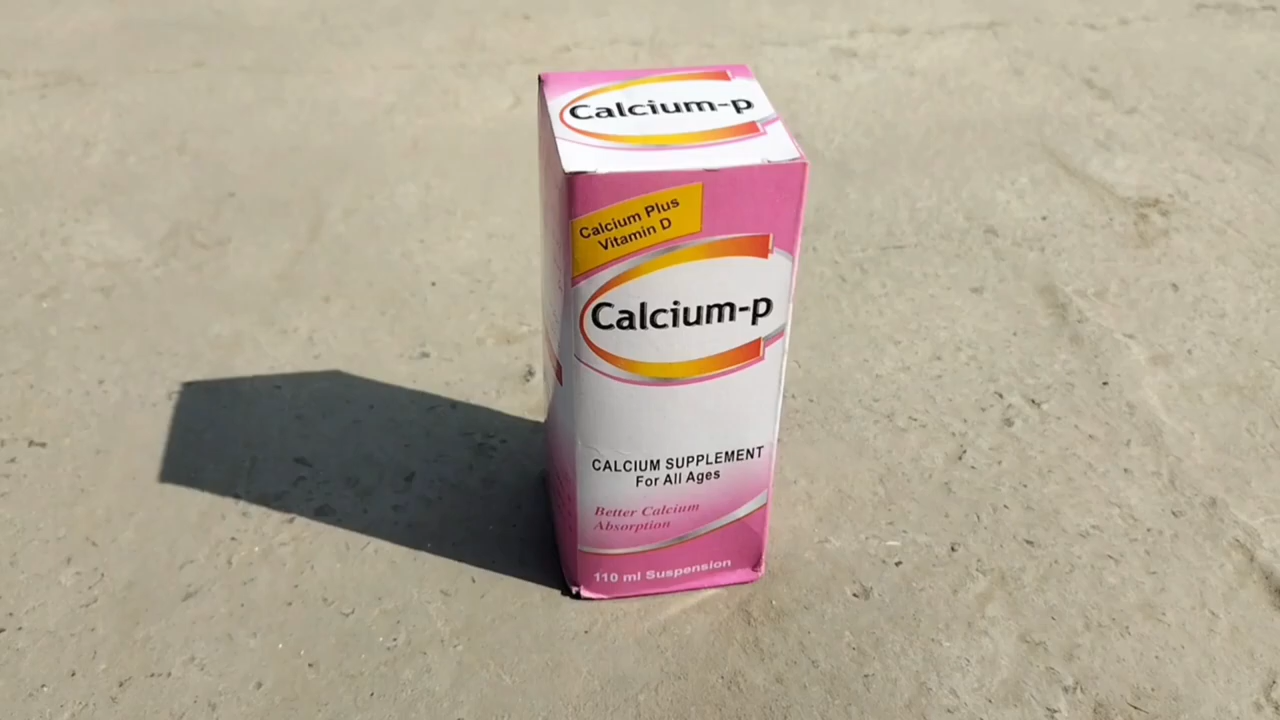 Calcium-p
Calcium Plus
Vitamin D
Calcium-p
CALCIUM SUPPLEMENT
For All Ages
Better Calcium
Absorption
110 ml Suspension